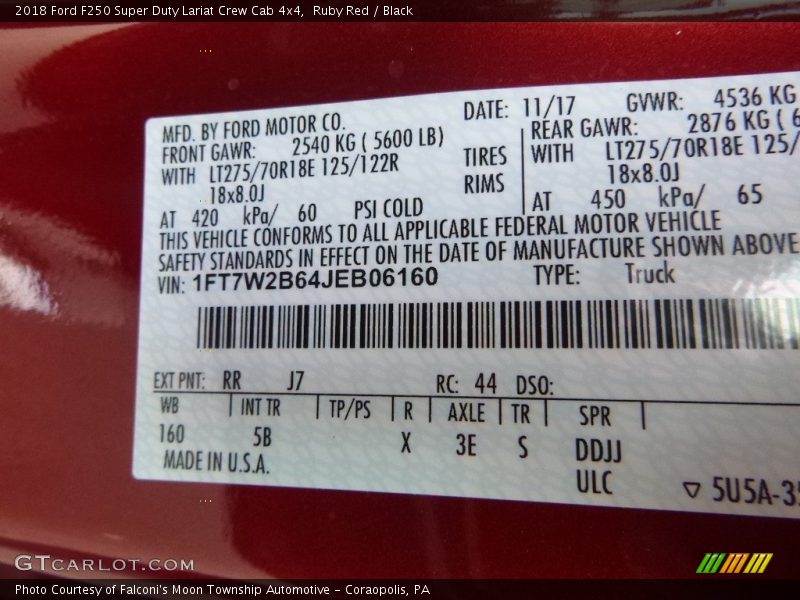 2018 Ford F250 Super Duty Lariat Crew Cab 4x4,  Ruby Red / Black
MFD. BY FORD MOTOR CO.
DATE: 11/17
GVWR: 4536 KG
FRONT GAWR: 2540 KG ( 5600 LB)
REAR GAWR: 2876 KG ( 6
WITH LT275/70R18E 125/122R
TIRES
WITH LT275/70R18E 125/
18x8.0J
RIMS
18x8.0J
AT 420 kPa/ 60 PSI COLD
AT 450 kPa/ 65
THIS VEHICLE CONFORMS TO ALL APPLICABLE FEDERAL MOTOR VEHICLE
SAFETY STANDARDS IN EFFECT ON THE DATE OF MANUFACTURE SHOWN ABOVE
VIN: 1FT7W2B64JEB06160
TYPE: Truck
EXT PNT: RR J7 RC: 44 DSO:
WB INT TR TP/PS R AXLE TR SPR
160 5B X 3E S DDJJ
MADE IN U.S.A.
ULC
5U5A-35
GTCARLOT.COM
Photo Courtesy of Falconi's Moon Township Automotive - Coraopolis, PA